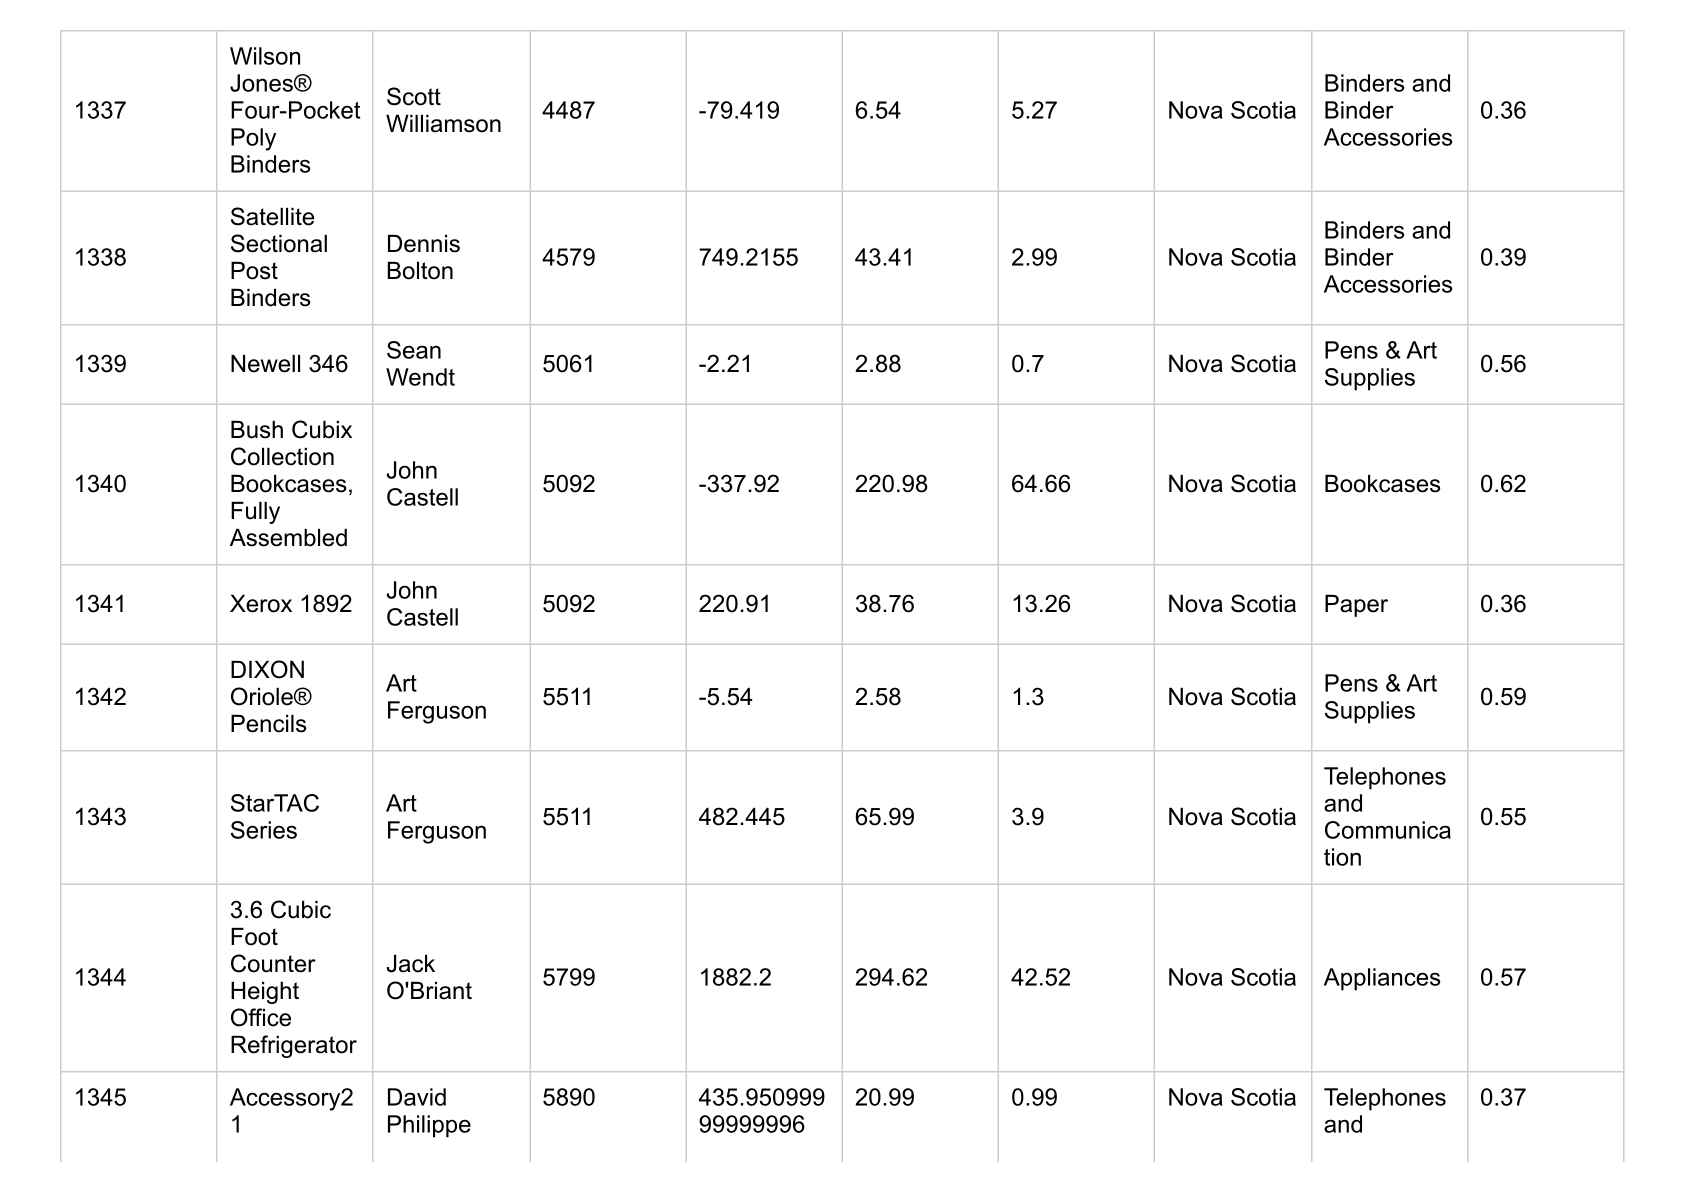 1337
Wilson
Jones®
Four-Pocket
Poly
Binders
Scott
Williamson
4487
-79.419
6.54
5.27
Nova Scotia
Binders and
Binder
Accessories
0.36
1338
Satellite
Sectional
Post
Binders
Dennis
Bolton
4579
749.2155
43.41
2.99
Nova Scotia
Binders and
Binder
Accessories
0.39
1339
Newell 346
Sean
Wendt
5061
-2.21
2.88
0.7
Nova Scotia
Pens & Art
Supplies
0.56
1340
Bush Cubix
Collection
Bookcases,
Fully
Assembled
John
Castell
5092
-337.92
220.98
64.66
Nova Scotia
Bookcases
0.62
1341
Xerox 1892
John
Castell
5092
220.91
38.76
13.26
Nova Scotia
Paper
0.36
1342
DIXON
Oriole®
Pencils
Art
Ferguson
5511
-5.54
2.58
1.3
Nova Scotia
Pens & Art
Supplies
0.59
1343
StarTAC
Series
Art
Ferguson
5511
482.445
65.99
3.9
Nova Scotia
Telephones
and
Communica
tion
0.55
1344
3.6 Cubic
Foot
Counter
Height
Office
Refrigerator
Jack
O'Briant
5799
1882.2
294.62
42.52
Nova Scotia
Appliances
0.57
1345
Accessory2
1
David
Philippe
5890
435.950999
99999996
20.99
0.99
Nova Scotia
Telephones
and
0.37